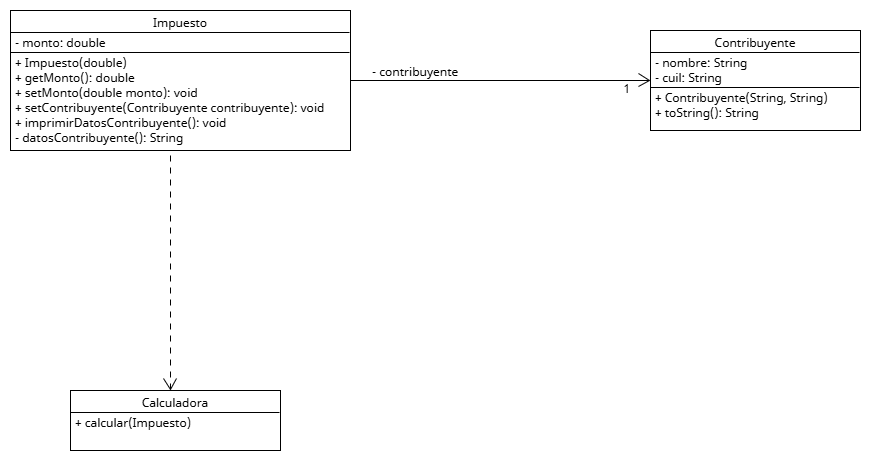 Impuesto
- monto: double
+ Impuesto(double)
+ getMonto(): double
+ setMonto(double monto): void
+ setContribuyente(Contribuyente contribuyente): void
+ imprimirDatosContribuyente(): void
- datosContribuyente(): String
- contribuyente
1
Contribuyente
- nombre: String
- cuil: String
+ Contribuyente(String, String)
+ toString(): String
Calculadora
+ calcular(Impuesto)